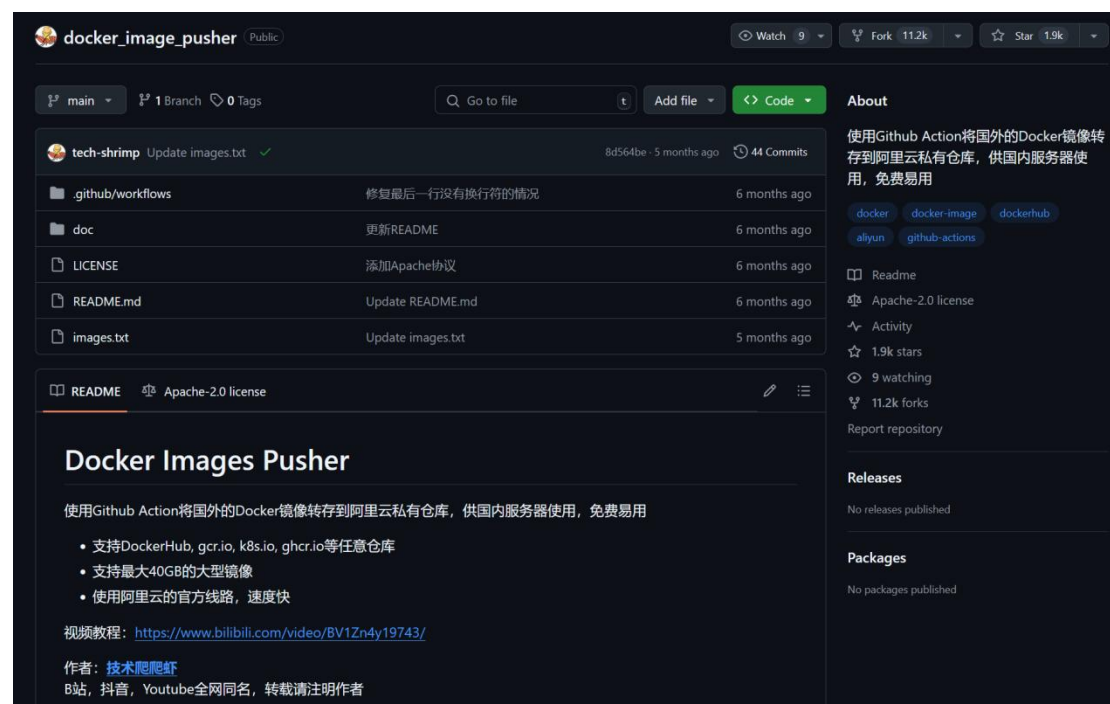 docker_image_pusher Public
Watch 9
Fork 11.2k
Star 1.9k
main 1 Branch 0 Tags
Go to file t
Add file
Code
tech-shrimp Update images.txt 8d564be · 5 months ago 44 Commits
.github/workflows 修复最后一行没有换行符的情况 6 months ago
doc 更新README 6 months ago
LICENSE 添加Apache协议 6 months ago
README.md Update README.md 6 months ago
images.txt Update images.txt 5 months ago
README Apache-2.0 license
Docker Images Pusher
使用Github Action将国外的Docker镜像转存到阿里云私有仓库，供国内服务器使用，免费易用
• 支持DockerHub, gcr.io, k8s.io, ghcr.io等任意仓库
• 支持最大40GB的大型镜像
• 使用阿里云的官方线路，速度快
视频教程：https://www.bilibili.com/video/BV1Zn4y19743/
作者：技术爬爬虾
B站，抖音，Youtube全网同名，转载请注明作者
About
使用Github Action将国外的Docker镜像转
存到阿里云私有仓库，供国内服务器使
用，免费易用
docker docker-image dockerhub
aliyun github-actions
Readme
Apache-2.0 license
Activity
1.9k stars
9 watching
11.2k forks
Report repository
Releases
No releases published
Packages
No packages published